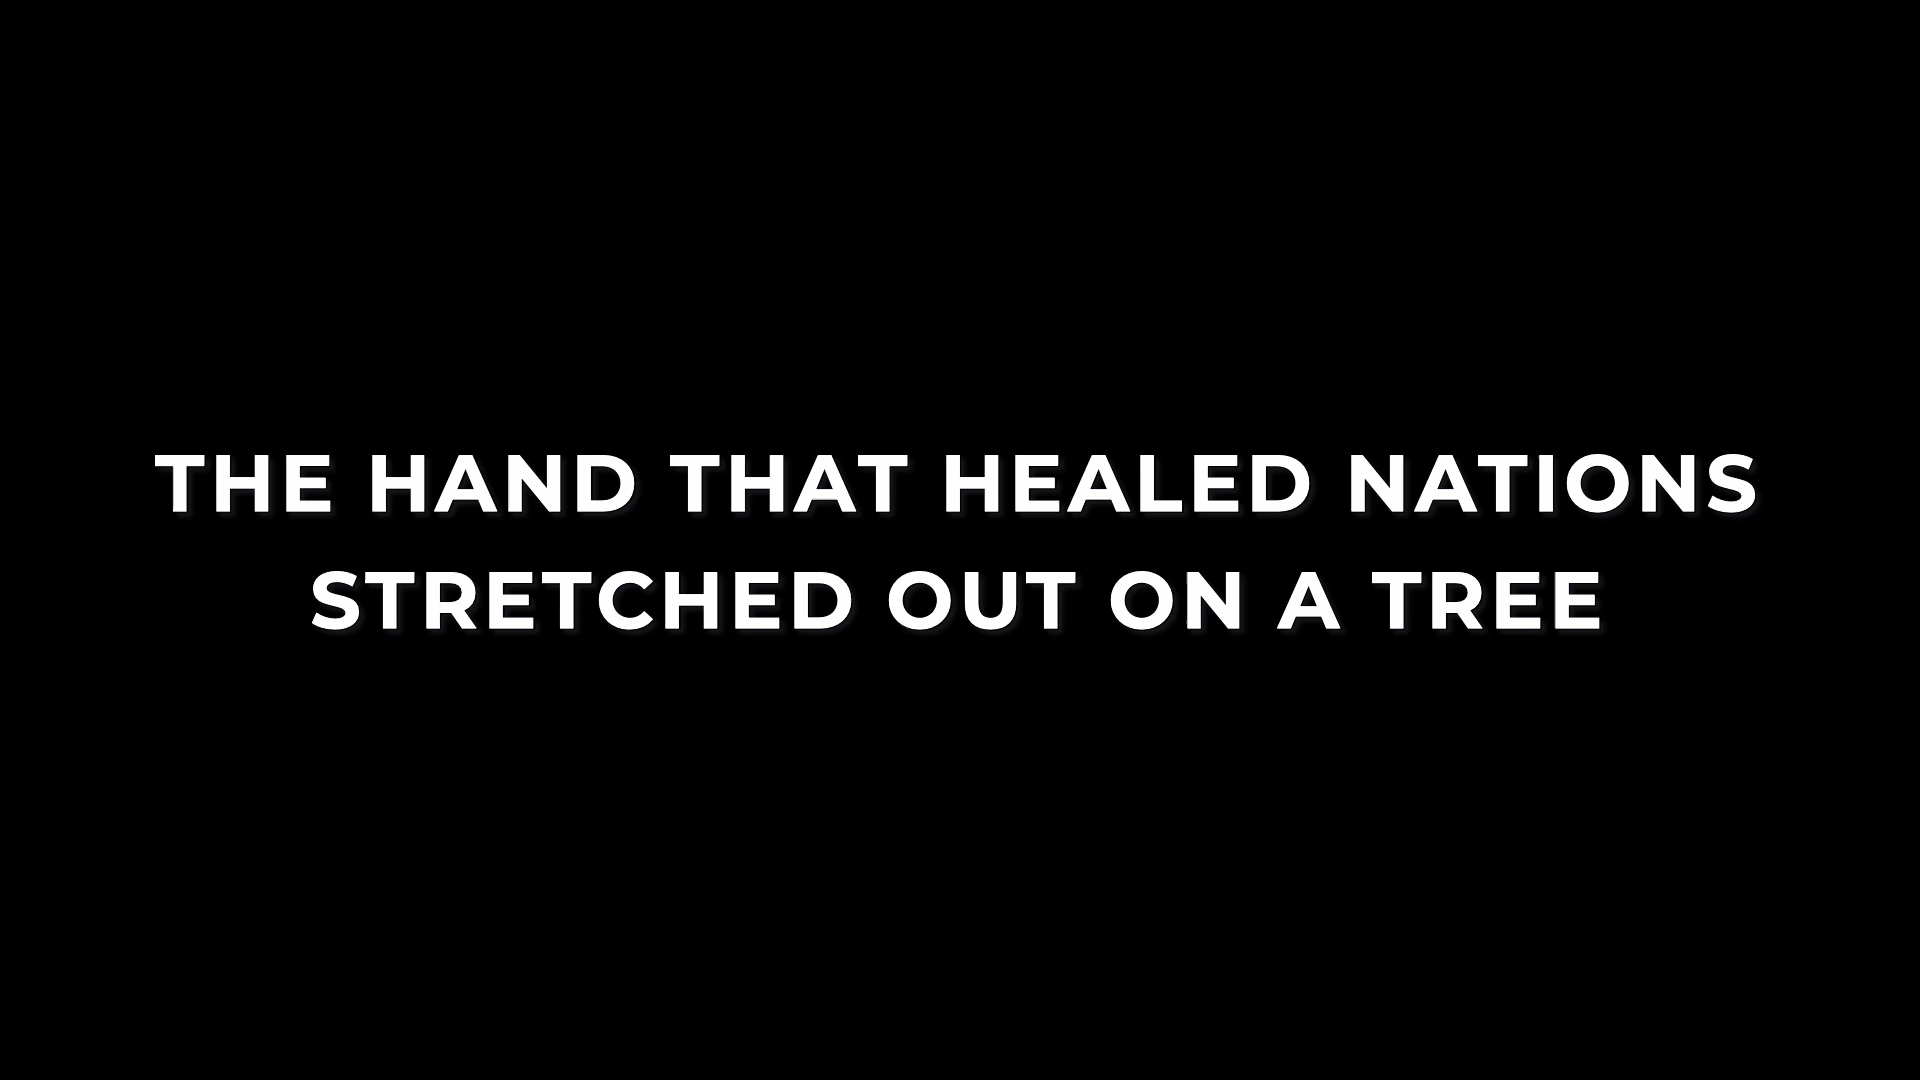 THE HAND THAT HEALED NATIONS
STRETCHED OUT ON A TREE